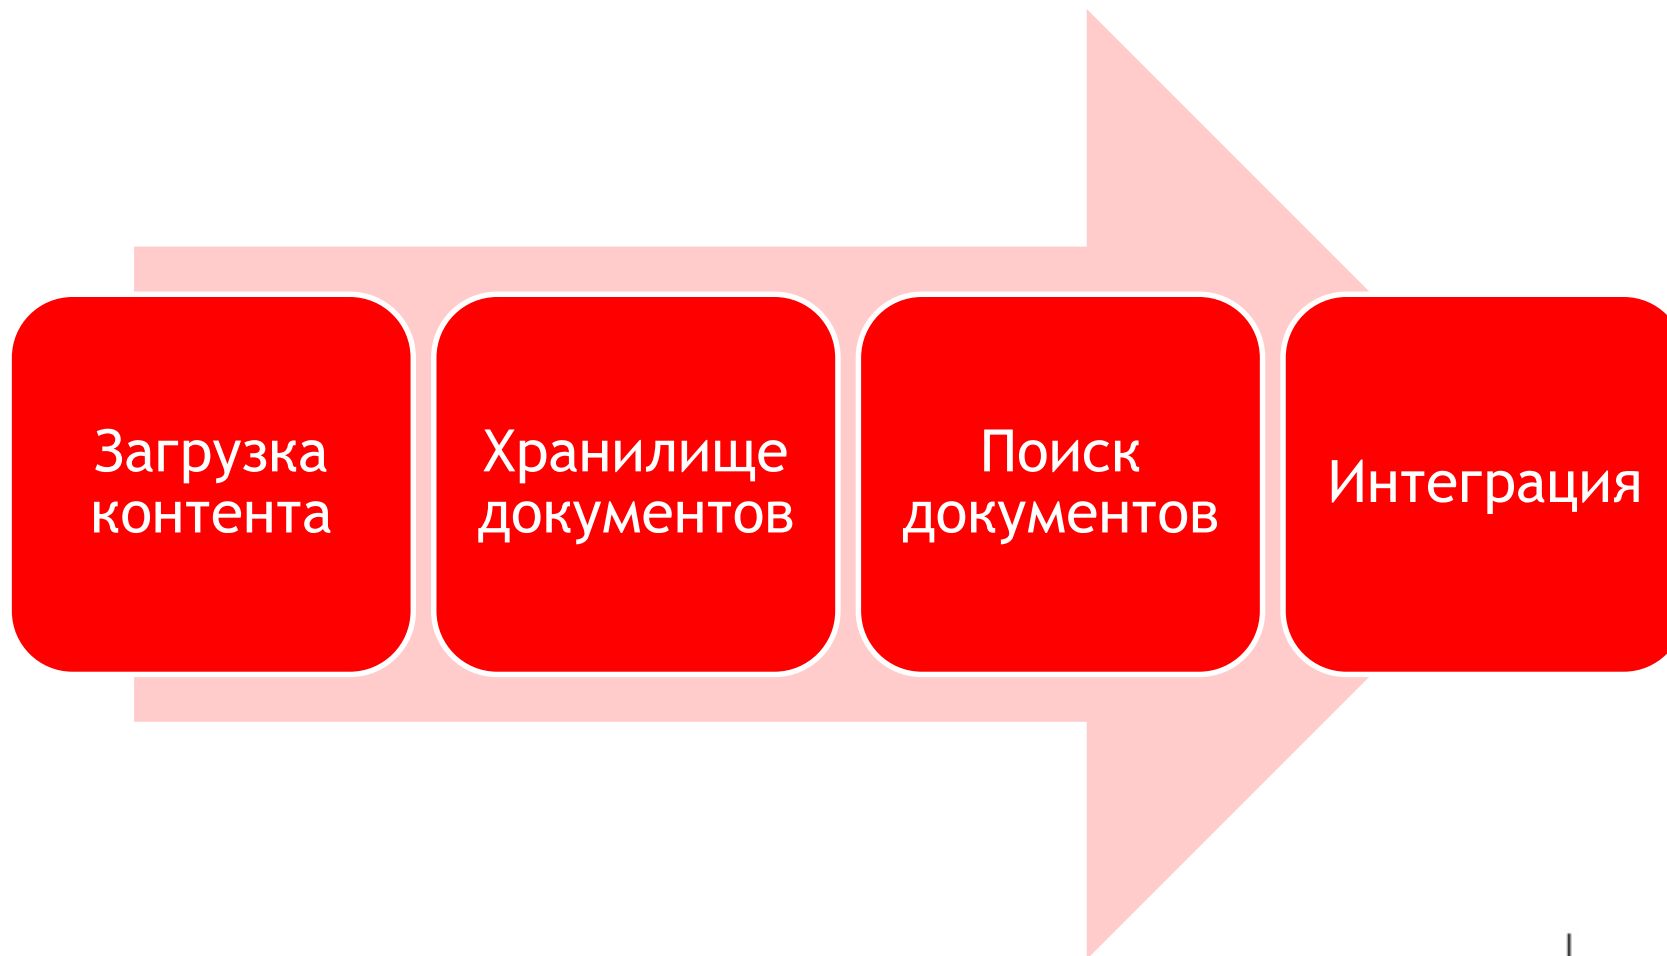 Загрузка
контента
Хранилище
документов
Поиск
документов
Интеграция